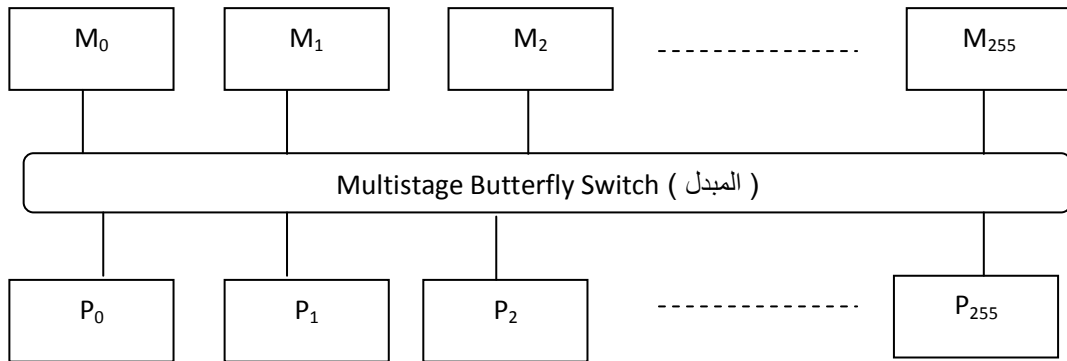 M₀ M₁ M₂ M₂₅₅
Multistage Butterfly Switch ( المبدل )
P₀ P₁ P₂ P₂₅₅